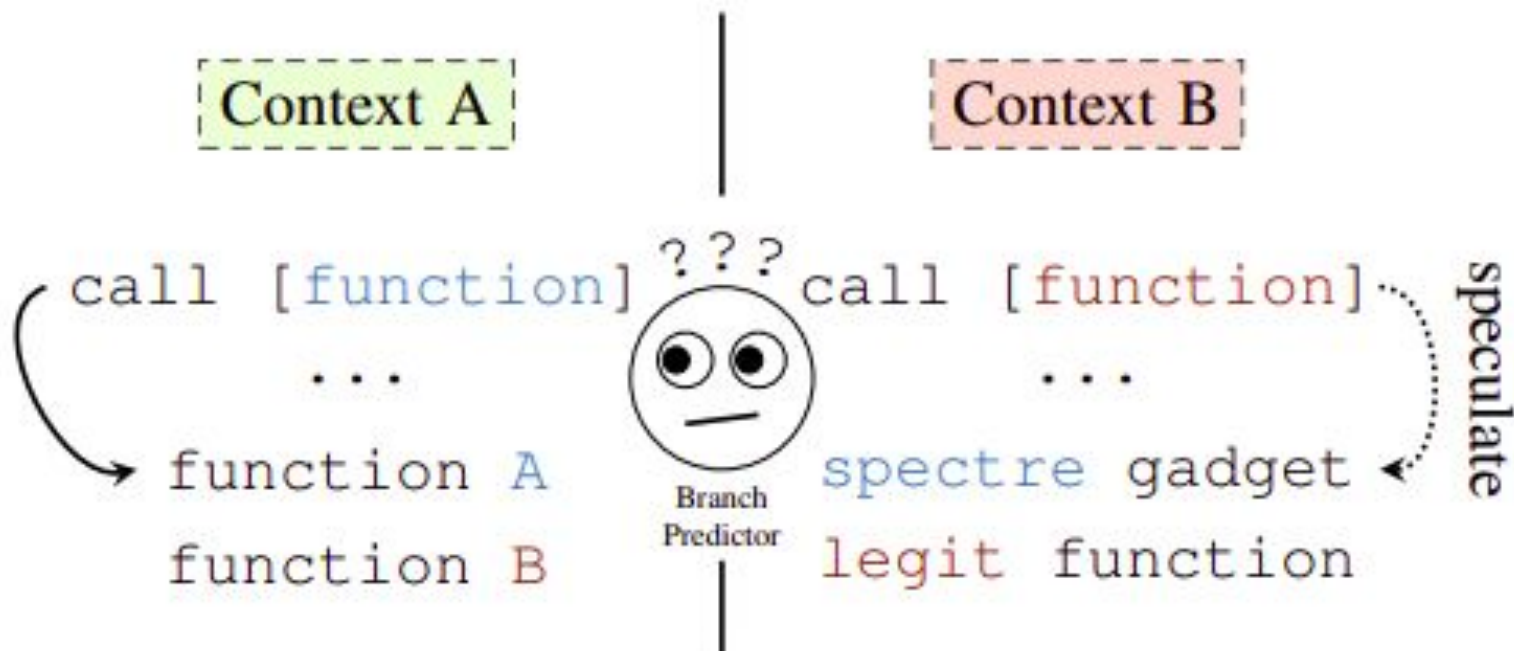 Context A
call [function]
...
function A
function B
???
Branch
Predictor
Context B
call [function]
...
spectre gadget
legit function
speculate